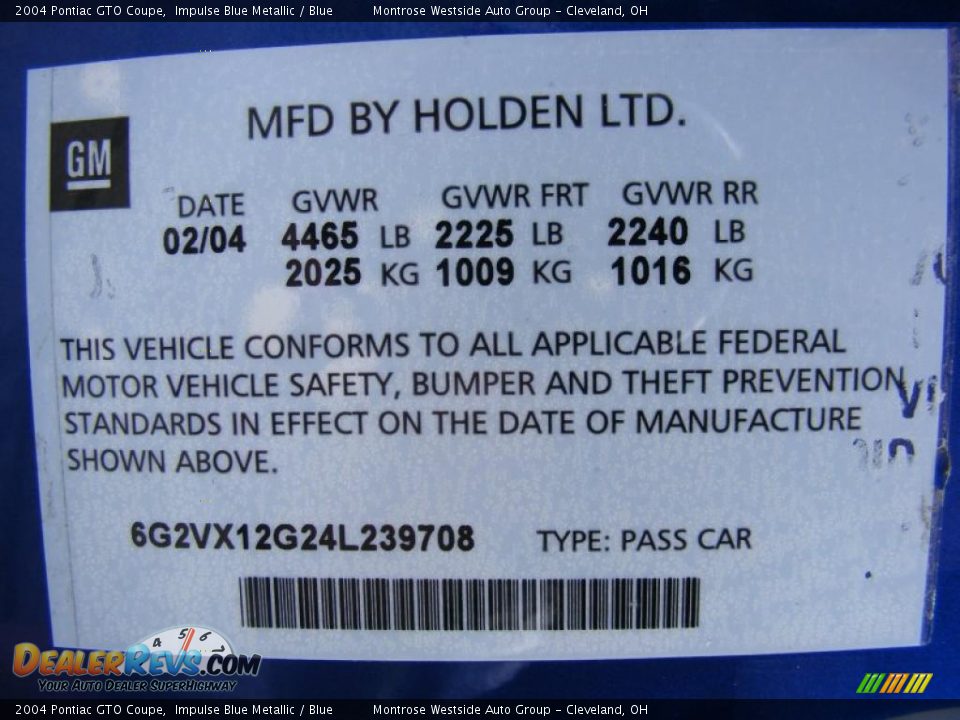 2004 Pontiac GTO Coupe, Impulse Blue Metallic / Blue Montrose Westside Auto Group - Cleveland, OH
MFD BY HOLDEN LTD.
GM
DATE GVWR GVWR FRT GVWR RR
02/04 4465 LB 2225 LB 2240 LB
2025 KG 1009 KG 1016 KG
THIS VEHICLE CONFORMS TO ALL APPLICABLE FEDERAL
MOTOR VEHICLE SAFETY, BUMPER AND THEFT PREVENTION
STANDARDS IN EFFECT ON THE DATE OF MANUFACTURE
SHOWN ABOVE.
6G2VX12G24L239708 TYPE: PASS CAR
4 5 6 7
DEALERREVS.COM
YOUR AUTO DEALER SUPERHIGHWAY
2004 Pontiac GTO Coupe, Impulse Blue Metallic / Blue Montrose Westside Auto Group - Cleveland, OH